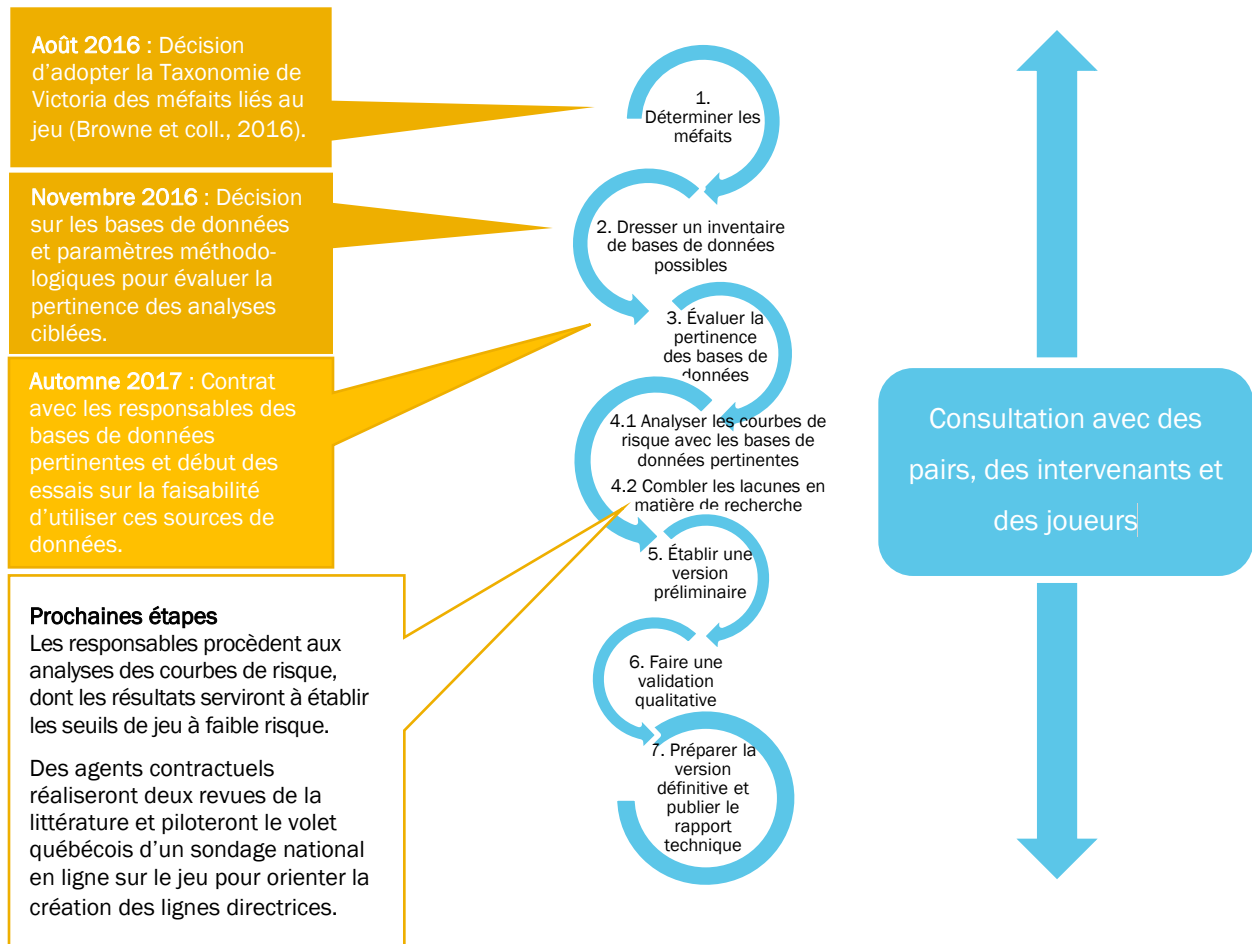 Août 2016 : Décision
d'adopter la Taxonomie de
Victoria des méfaits liés au
jeu (Browne et coll., 2016).
Novembre 2016 : Décision
sur les bases de données
et paramètres méthodo-
logiques pour évaluer la
pertinence des analyses
ciblées.
Automne 2017 : Contrat
avec les responsables des
bases de données
pertinentes et début des
essais sur la faisabilité
d'utiliser ces sources de
données.
Prochaines étapes
Les responsables procèdent aux
analyses des courbes de risque,
dont les résultats serviront à établir
les seuils de jeu à faible risque.
Des agents contractuels
réaliseront deux revues de la
littérature et piloteront le volet
québécois d'un sondage national
en ligne sur le jeu pour orienter la
création des lignes directrices.
1.
Déterminer les
méfaits
2. Dresser un inventaire
de bases de données
possibles
3. Évaluer la
pertinence
des bases de
données
4.1 Analyser les courbes de
risque avec les bases de
données pertinentes
4.2 Combler les lacunes en
matière de recherche
5. Établir une
version
préliminaire
6. Faire une
validation
qualitative
7. Préparer la
version
définitive et
publier le
rapport
technique
Consultation avec des
pairs, des intervenants et
des joueurs